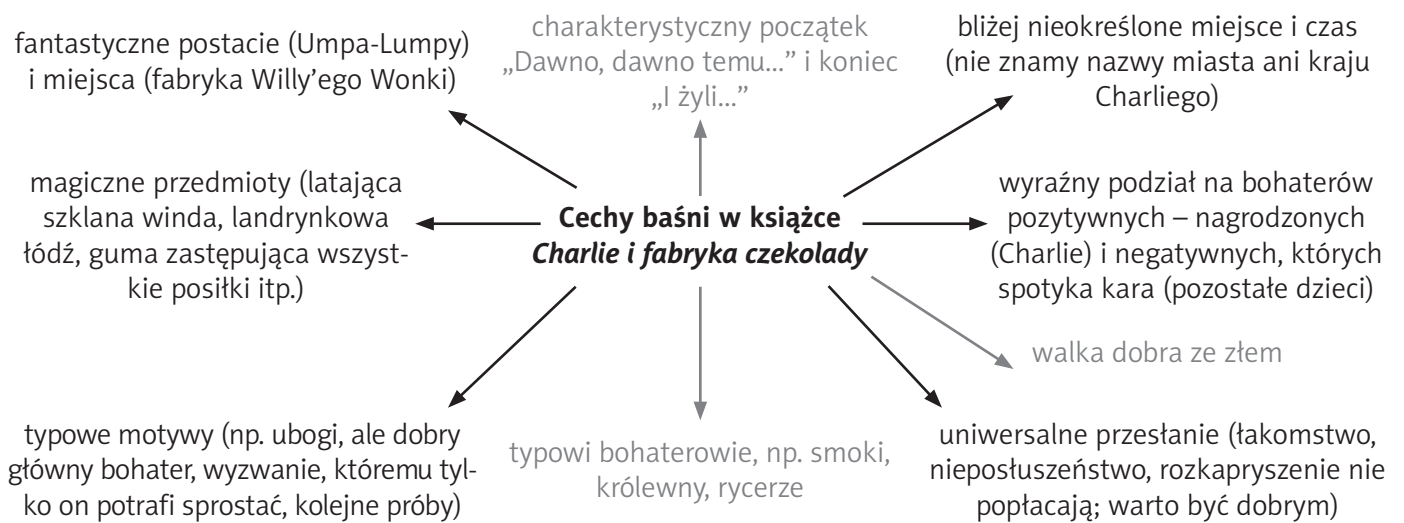 fantastyczne postacie (Umpa-Lumpy)
i miejsca (fabryka Willy’ego Wonki)
charakterystyczny początek
„Dawno, dawno temu...” i koniec
„I żyli...”
bliżej nieokreślone miejsce i czas
(nie znamy nazwy miasta ani kraju
Charliego)
magiczne przedmioty (latająca
szklana winda, landrynkowa
łódź, guma zastępująca wszyst-
kie posiłki itp.)
Cechy baśni w książce
Charlie i fabryka czekolady
wyraźny podział na bohaterów
pozytywnych – nagrodzonych
(Charlie) i negatywnych, których
spotyka kara (pozostałe dzieci)
walka dobra ze złem
typowe motywy (np. ubogi, ale dobry
główny bohater, wyzwanie, któremu tyl-
ko on potrafi sprostać, kolejne próby)
typowi bohaterowie, np. smoki,
królewny, rycerze
uniwersalne przesłanie (łakomstwo,
nieposłuszeństwo, rozkapryszenie nie
popłacają; warto być dobrym)